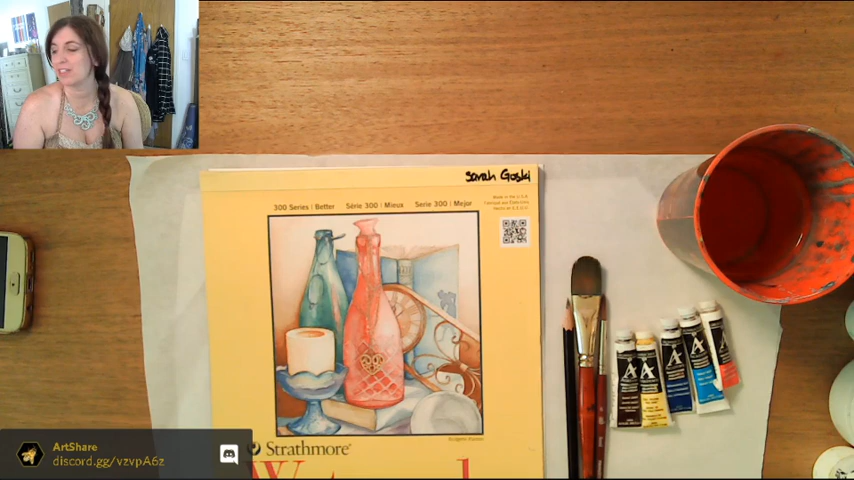 Sarah Goski
300 Series | Better Série 300 | Mieux Serie 300 | Mejor
Made in the U.S.A.
Strathmore
ArtShare
discord.gg/vzvpA6z